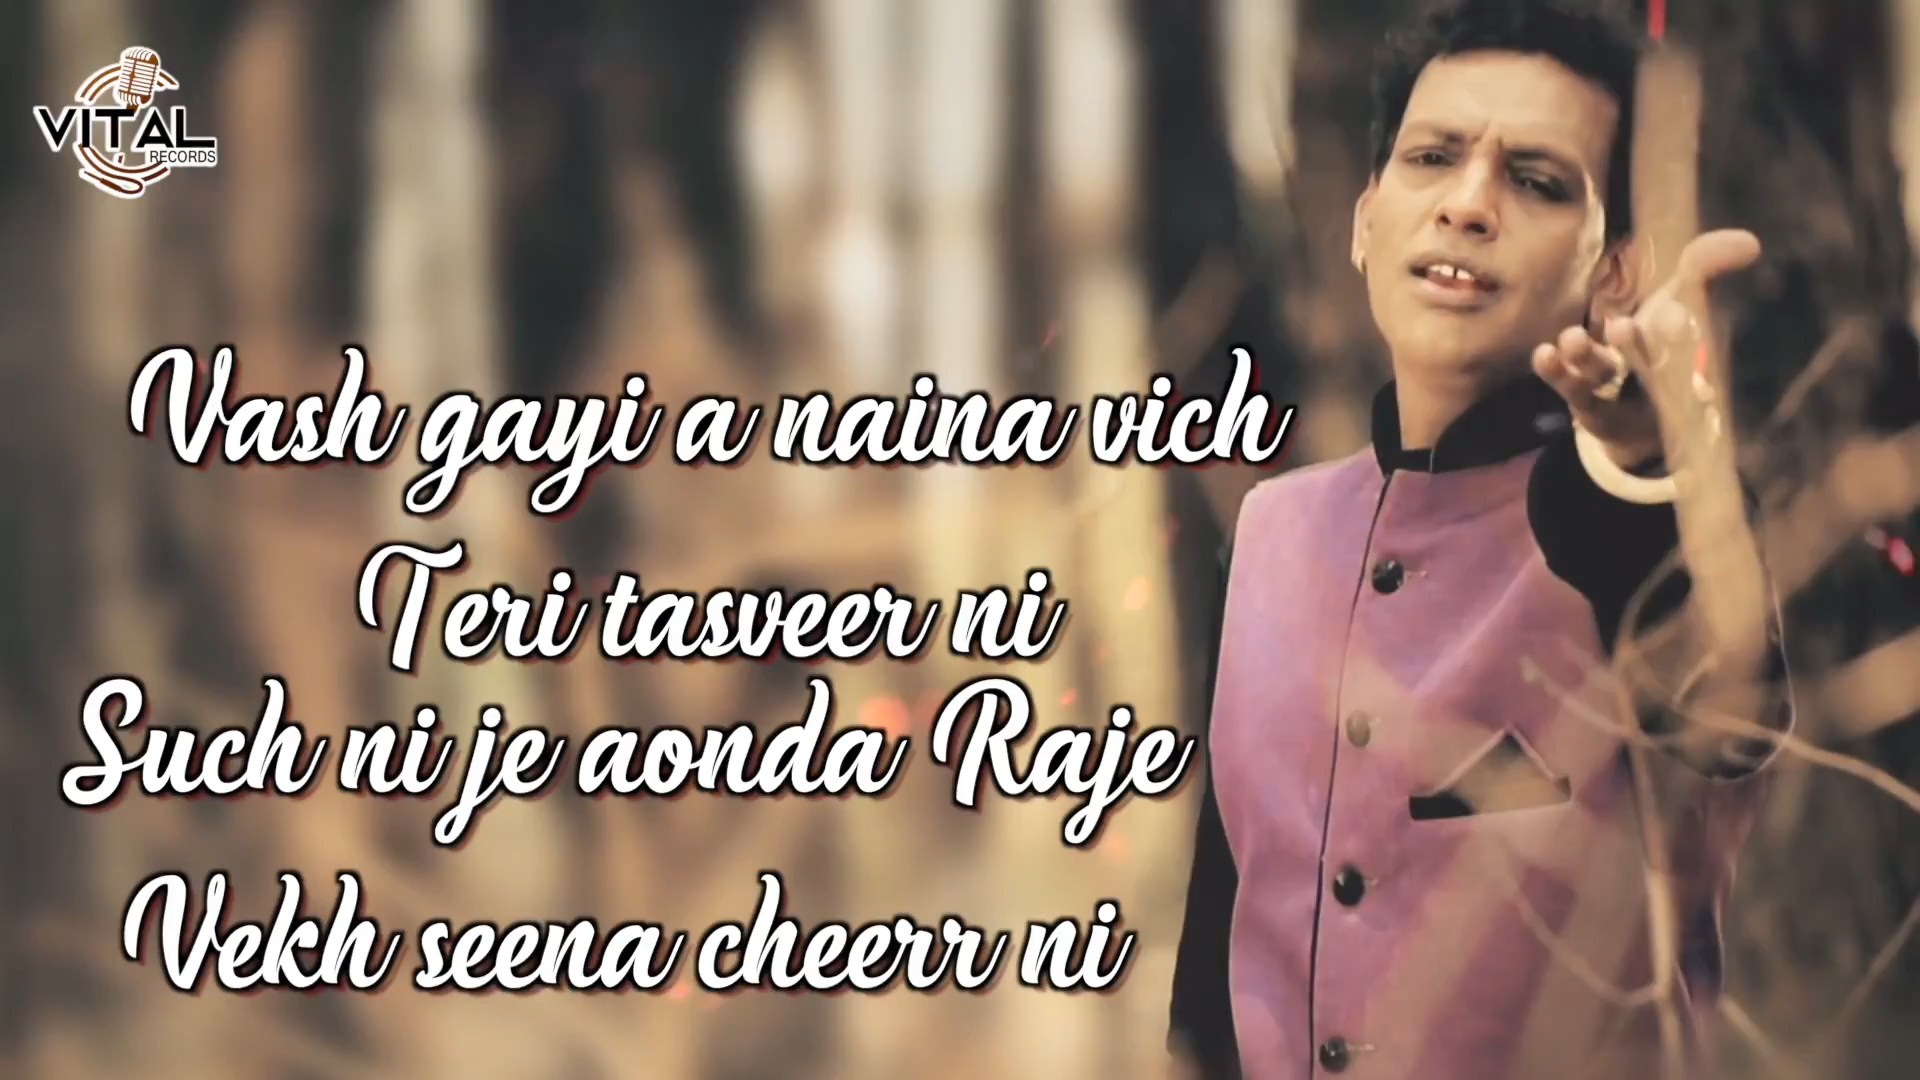 VITAL
RECORDS
Vash gayi a naina vich
Teri tasveer ni
Such ni je aonda Raje
Vekh seena cheerr ni